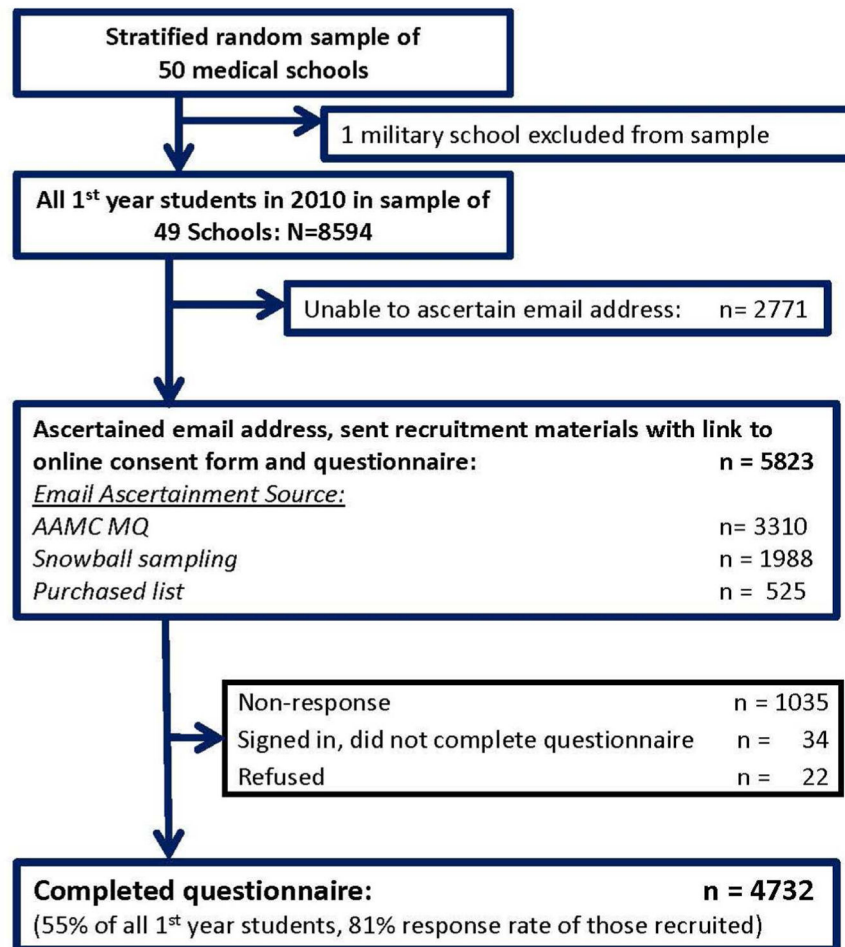 Stratified random sample of
50 medical schools
1 military school excluded from sample
All 1st year students in 2010 in sample of
49 Schools: N=8594
Unable to ascertain email address: n= 2771
Ascertained email address, sent recruitment materials with link to
online consent form and questionnaire: n = 5823
Email Ascertainment Source:
AAMC MQ n= 3310
Snowball sampling n = 1988
Purchased list n = 525
Non-response n = 1035
Signed in, did not complete questionnaire n = 34
Refused n = 22
Completed questionnaire: n = 4732
(55% of all 1st year students, 81% response rate of those recruited)